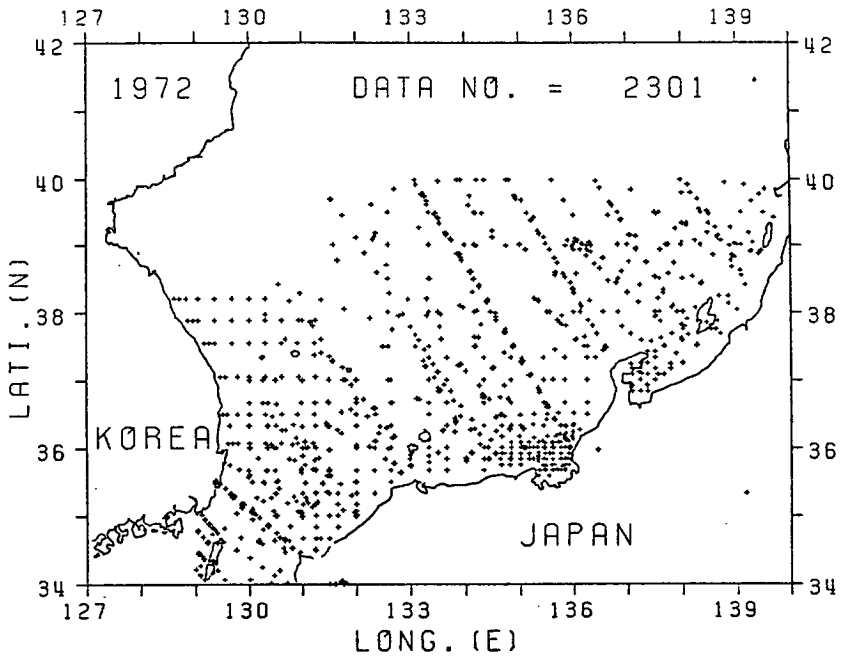 127 130 133 136 139
42 42
1972 DATA NO. = 2301
40 40
38 38
LATI. (N)
KOREA
36 36
JAPAN
34 34
127 130 133 136 139
LONG. (E)